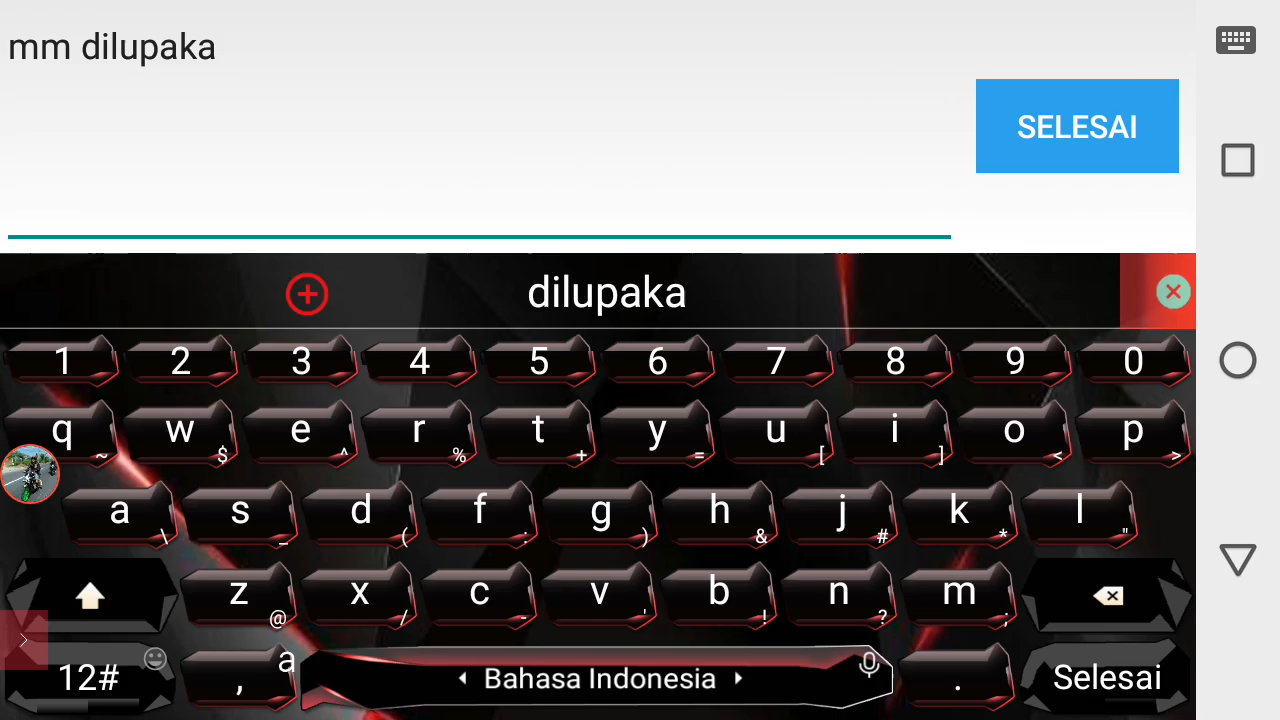 mm dilupaka
SELESAI
dilupaka
1 2 3 4 5 6 7 8 9 0
q w e r t y u i o p
~ $ ^ % + = [ ] < >
a s d f g h j k l
\ _ ( : ) & # * "
z x c v b n m
@ / - ' ! ? ;
12# , a Bahasa Indonesia . Selesai